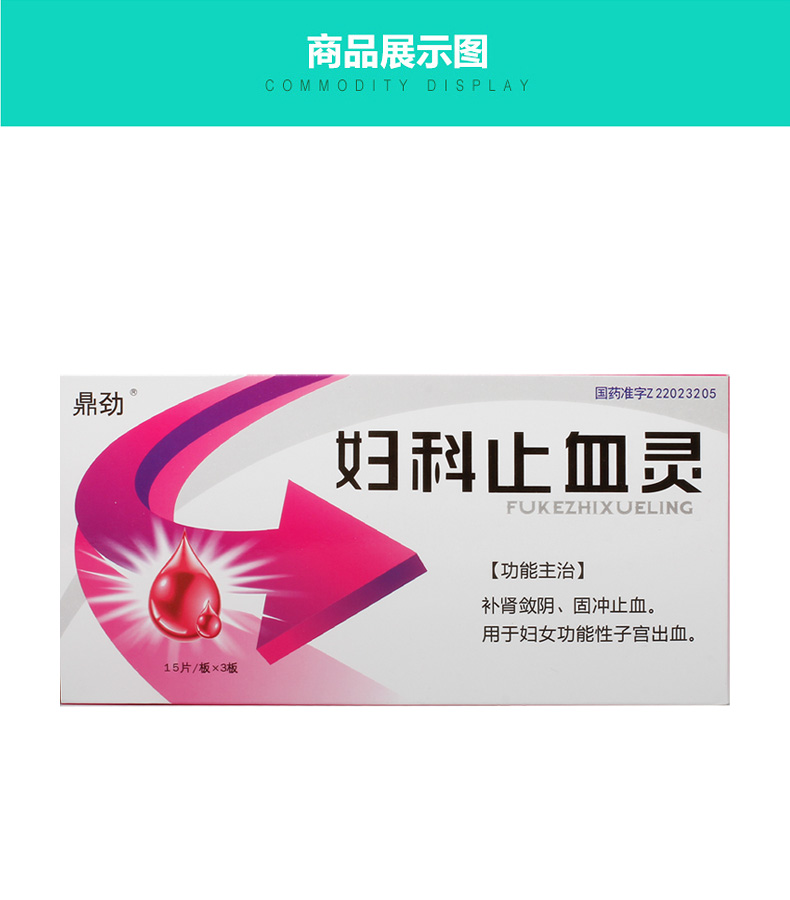 商品展示图
COMMODITY DISPLAY
鼎劲®
国药准字Z22023205
妇科止血灵
FUKEZHIXUELING
【功能主治】
补肾敛阴、固冲止血。
用于妇女功能性子宫出血。
15片/板×3板